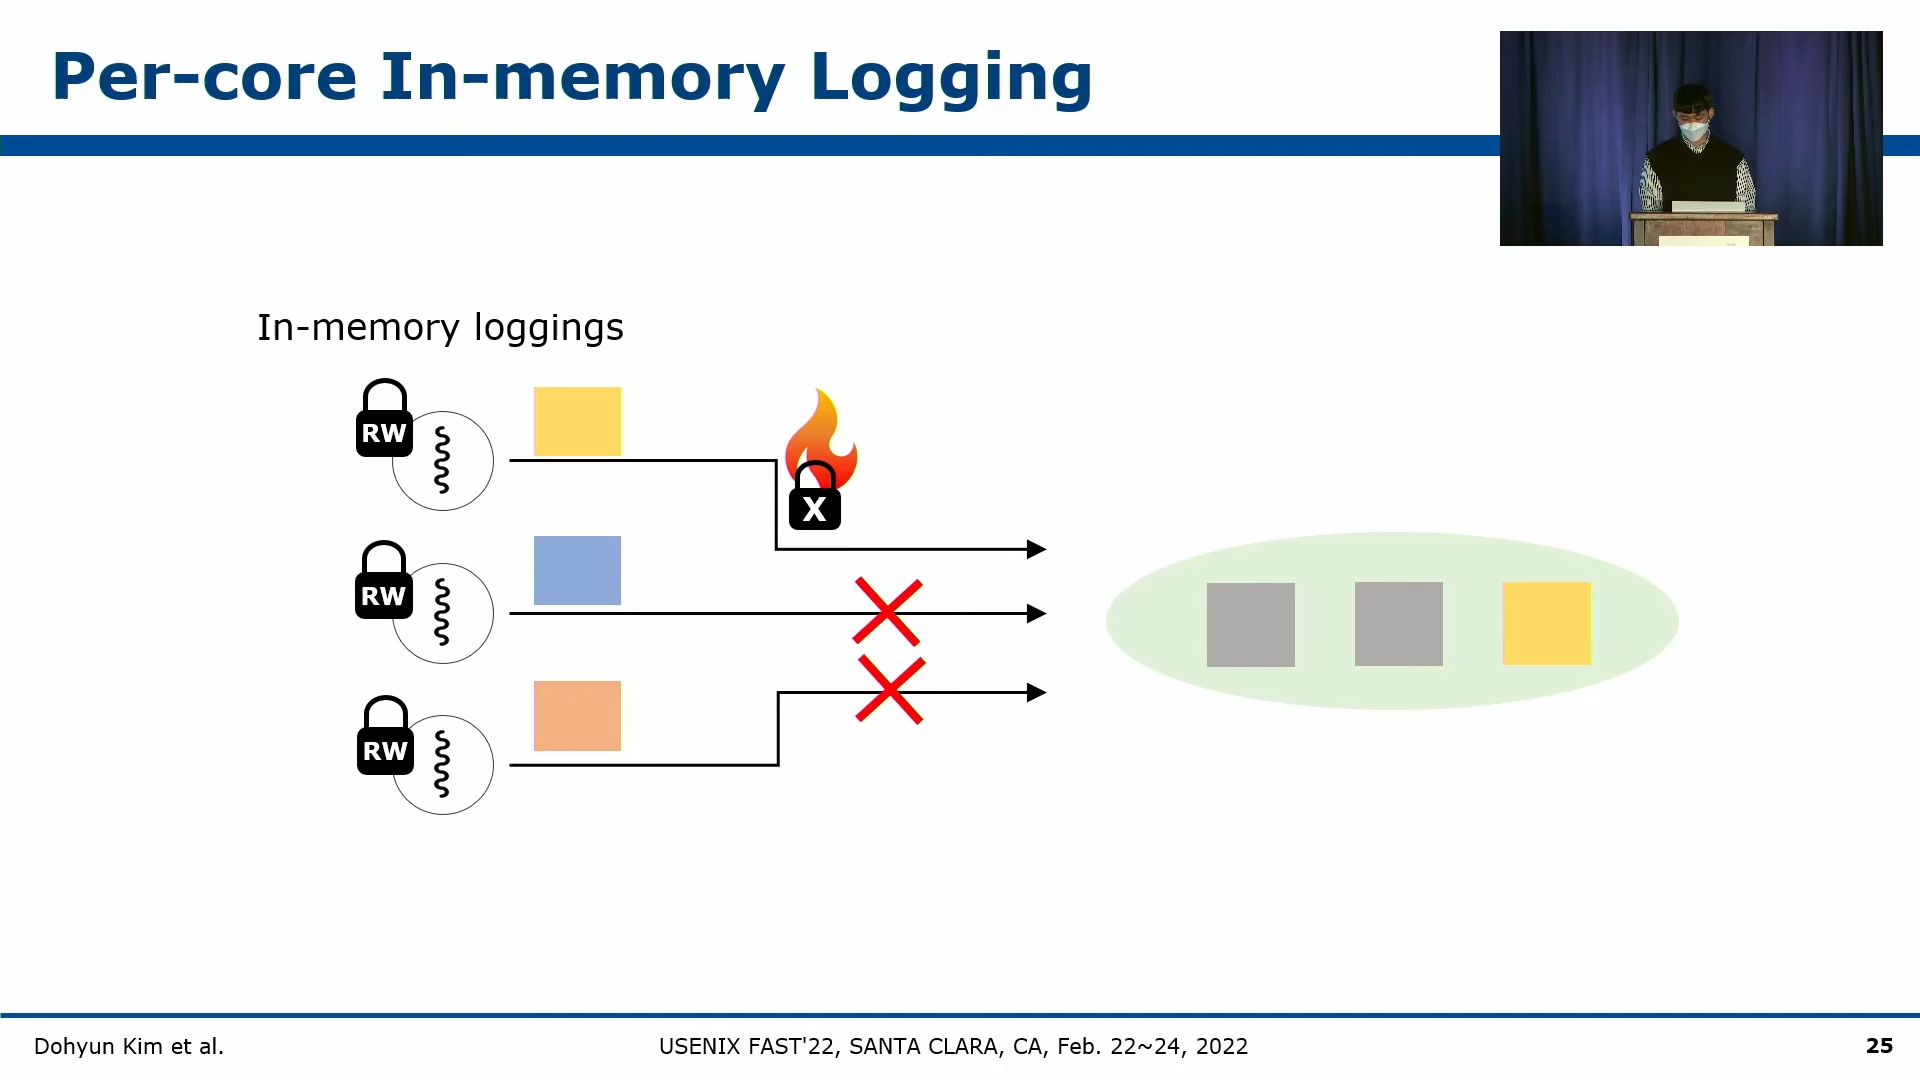 Per-core In-memory Logging
In-memory loggings
RW
X
RW
RW
Dohyun Kim et al.
USENIX FAST'22, SANTA CLARA, CA, Feb. 22~24, 2022
25